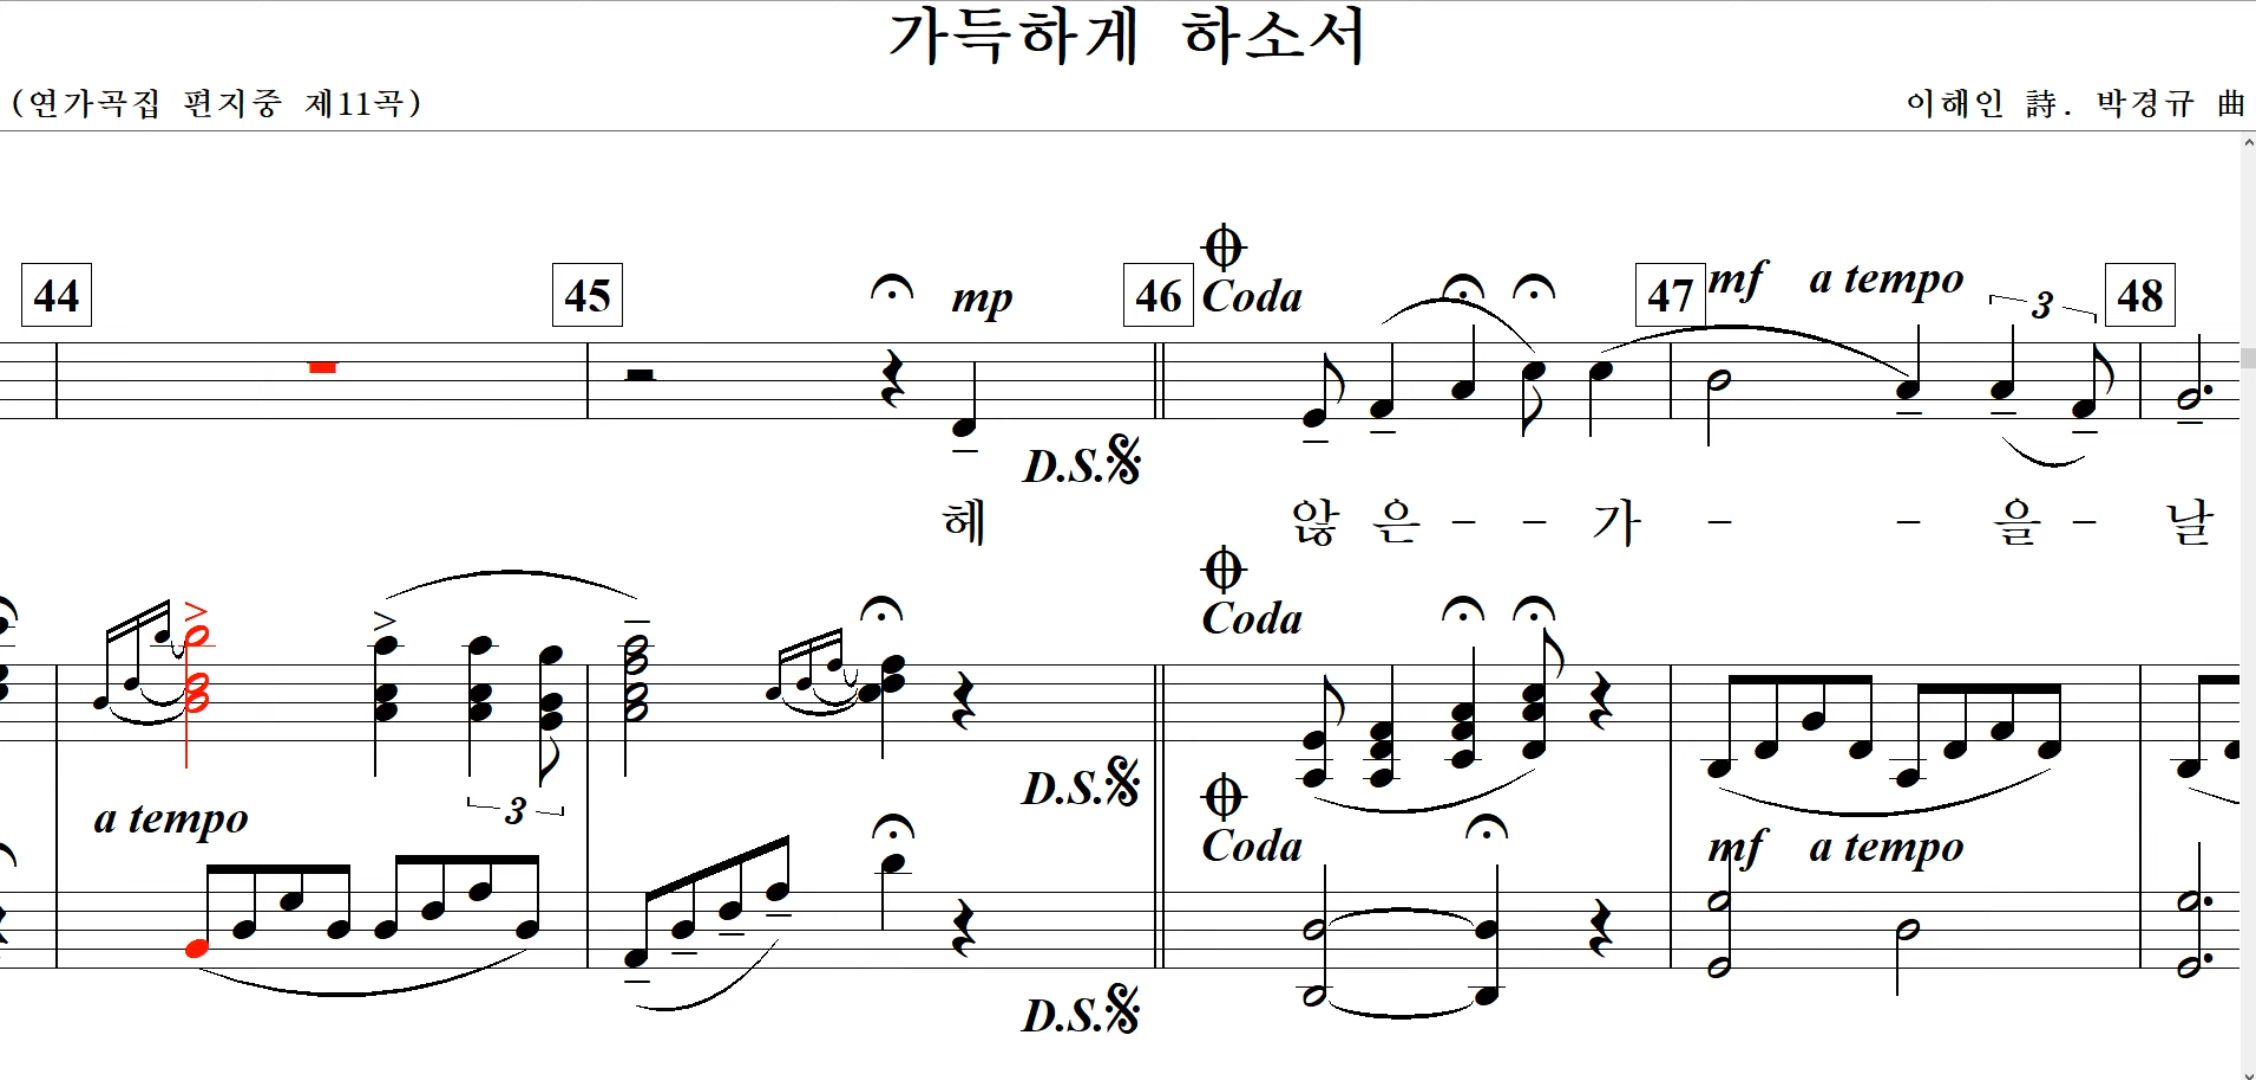 가득하게 하소서
(연가곡집 편지중 제11곡)
이해인 詩. 박경규 曲
44 45 mp 46 Coda 47 mf a tempo 3 48
D.S.
헤 않 은 - - 가 - - 을 - 날
Coda
D.S.
a tempo 3
Coda mf a tempo
D.S.